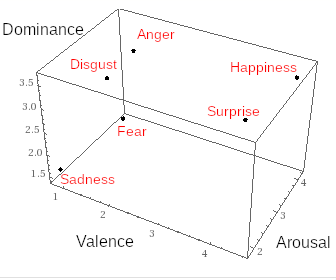 Dominance
Anger
Disgust
Happiness
3.5
3.0
Surprise
2.5
Fear
2.0
1.5
Sadness
4
1
2
3
3
Valence
4
2
Arousal